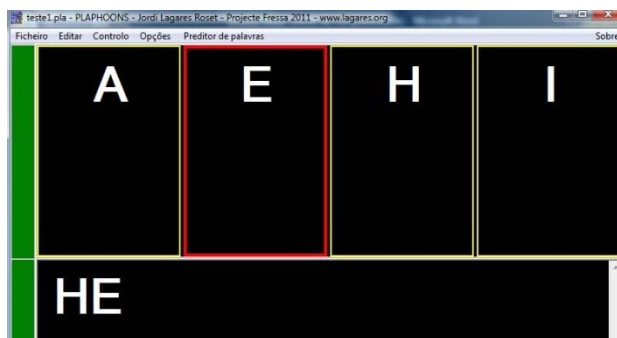 teste1.pla - PLAPHOONS - Jordi Lagares Roset - Projecte Fressa 2011 - www.lagares.org
Ficheiro Editar Controlo Opções Preditor de palavras Sobre
A E H I
HE